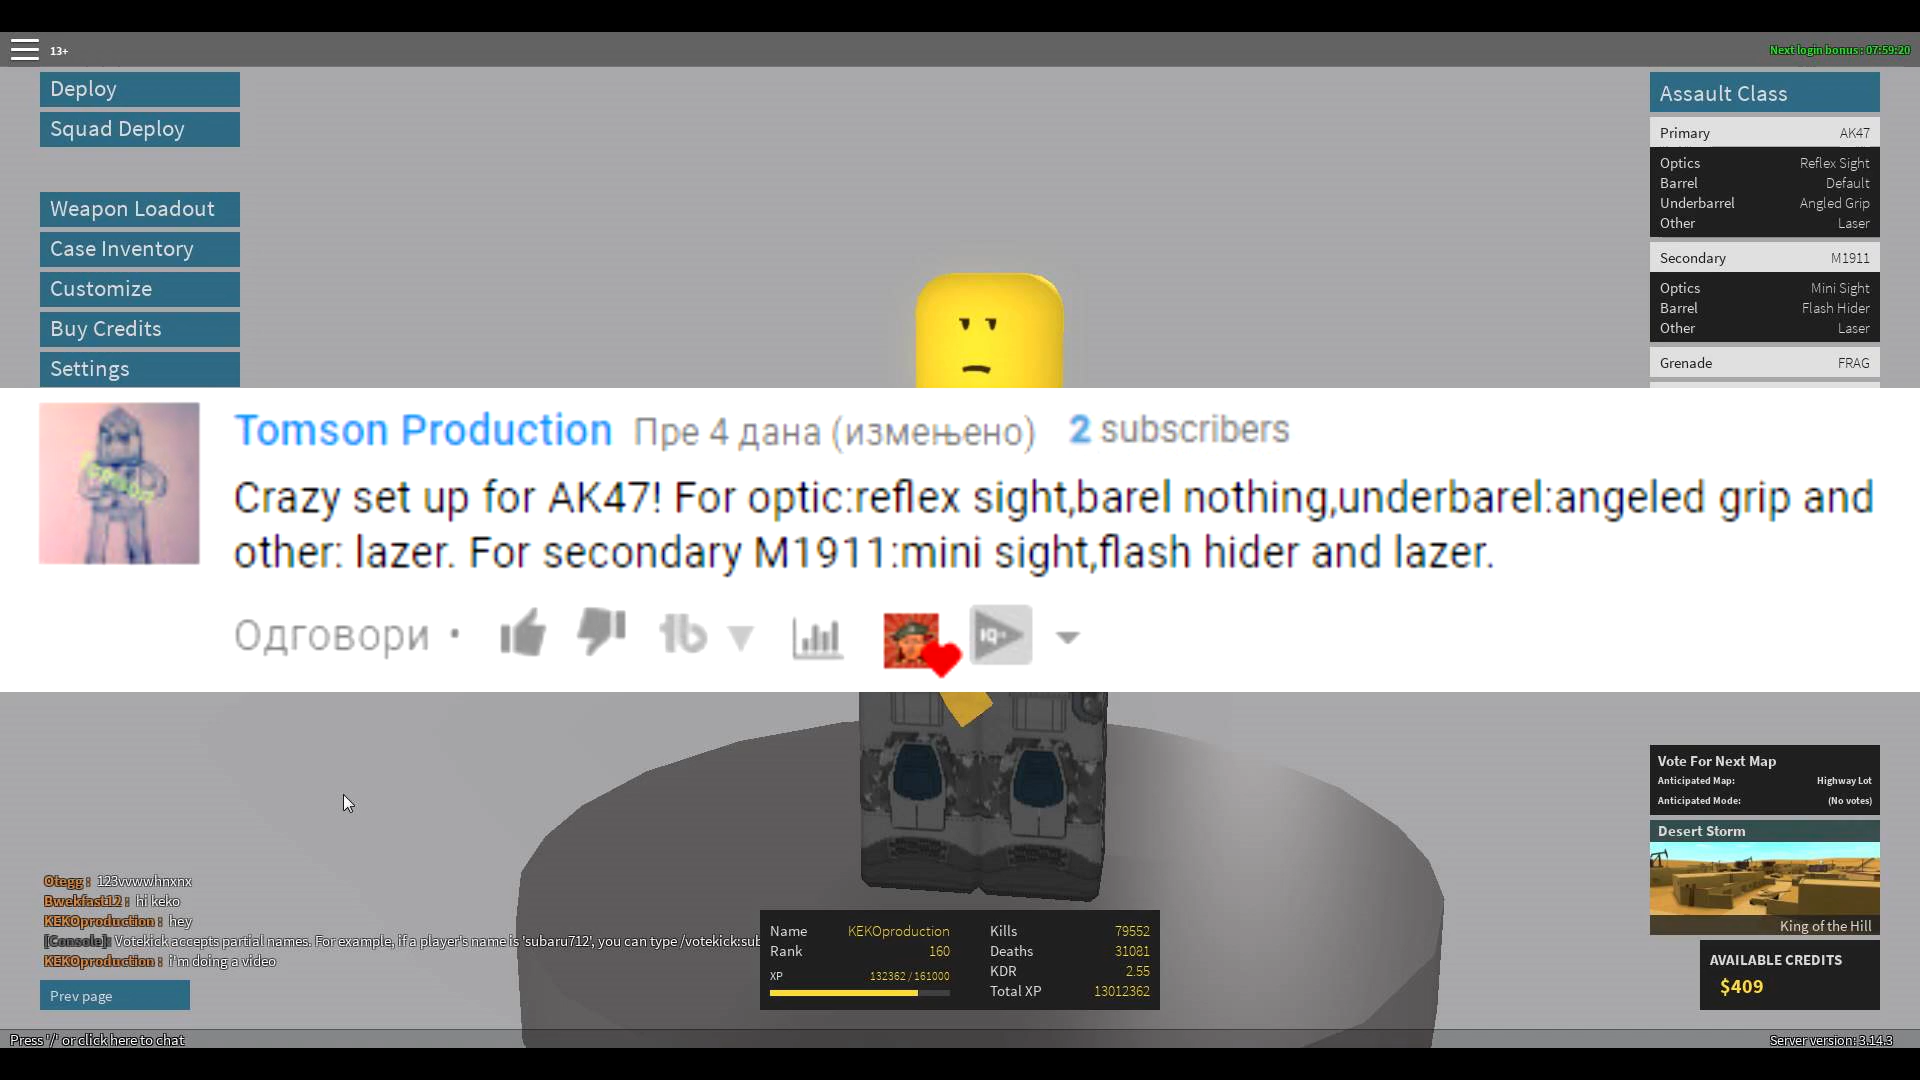 13+
Next login bonus : 07:59:20
Deploy
Squad Deploy
Weapon Loadout
Case Inventory
Customize
Buy Credits
Settings
Assault Class
Primary AK47
Optics Reflex Sight
Barrel Default
Underbarrel Angled Grip
Other Laser
Secondary M1911
Optics Mini Sight
Barrel Flash Hider
Other Laser
Grenade FRAG
Tomson Production Пре 4 дана (измењено) 2 subscribers
Crazy set up for AK47! For optic:reflex sight,barel nothing,underbarel:angeled grip and
other: lazer. For secondary M1911:mini sight,flash hider and lazer.
Одговори •
Otegg : 123vvwwhnxnx
Bwekfast12 : hi keko
KEKOproduction : hey
[Console]: Votekick accepts partial names. For example, if a player's name is 'subaru712', you can type /votekick:sub
KEKOproduction : i'm doing a video
Prev page
Press '/' or click here to chat
Name KEKOproduction
Rank 160
XP 132362 / 161000
Kills 79552
Deaths 31081
KDR 2.55
Total XP 13012362
Vote For Next Map
Anticipated Map: Highway Lot
Anticipated Mode: (No votes)
Desert Storm
King of the Hill
AVAILABLE CREDITS
$409
Server version: 3.14.3